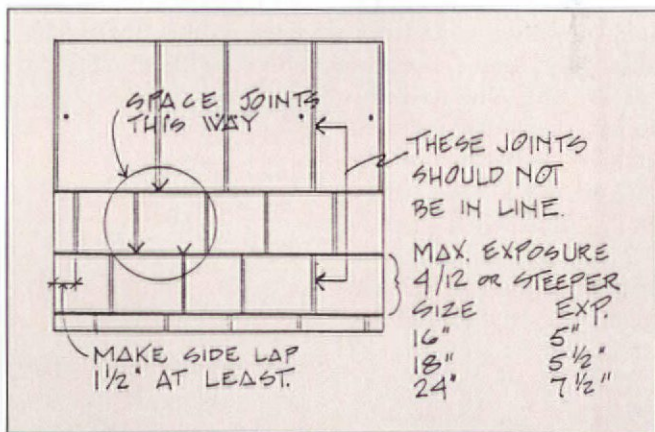 SPACE JOINTS
THIS WAY
THESE JOINTS
SHOULD NOT
BE IN LINE.
MAX. EXPOSURE
4/12 OR STEEPER
SIZE EXP.
16" 5"
18" 5 1/2"
24" 7 1/2"
MAKE SIDE LAP
1 1/2" AT LEAST.